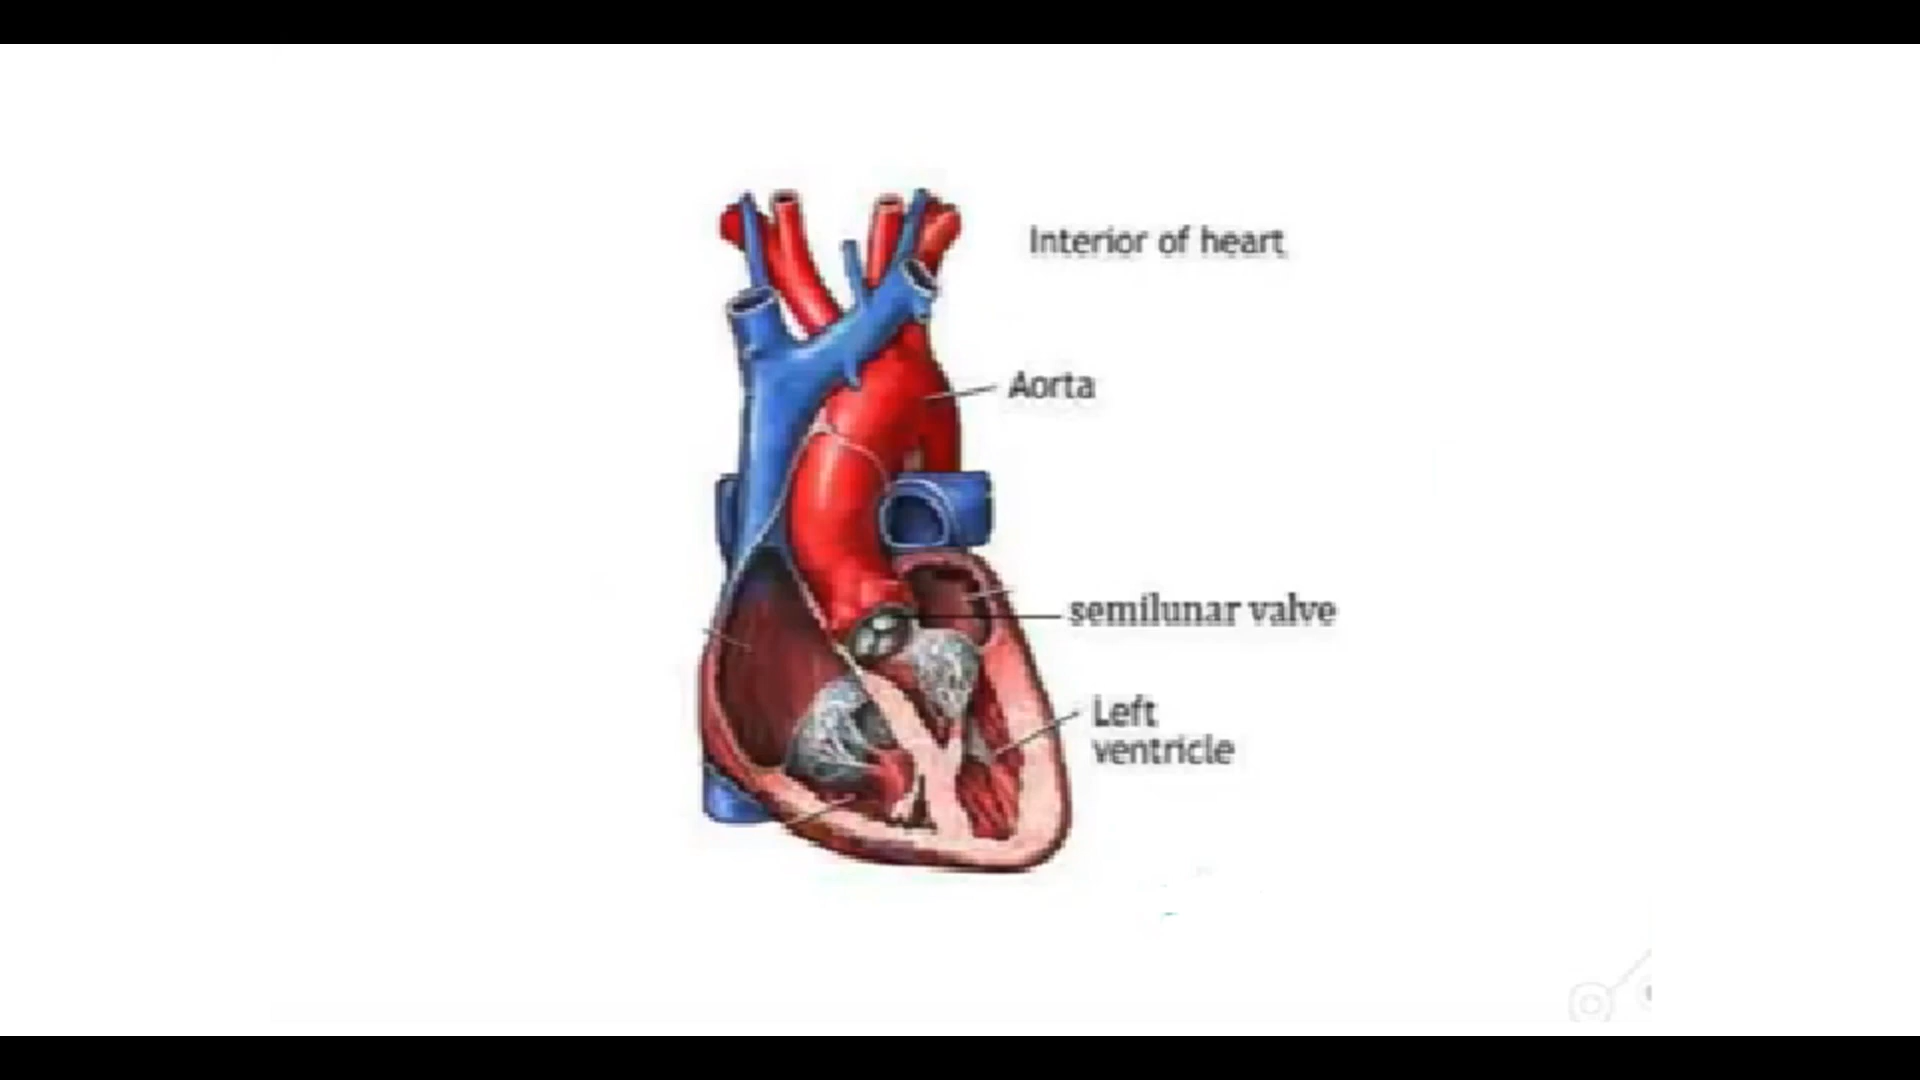 Interior of heart
Aorta
semilunar valve
Left
ventricle